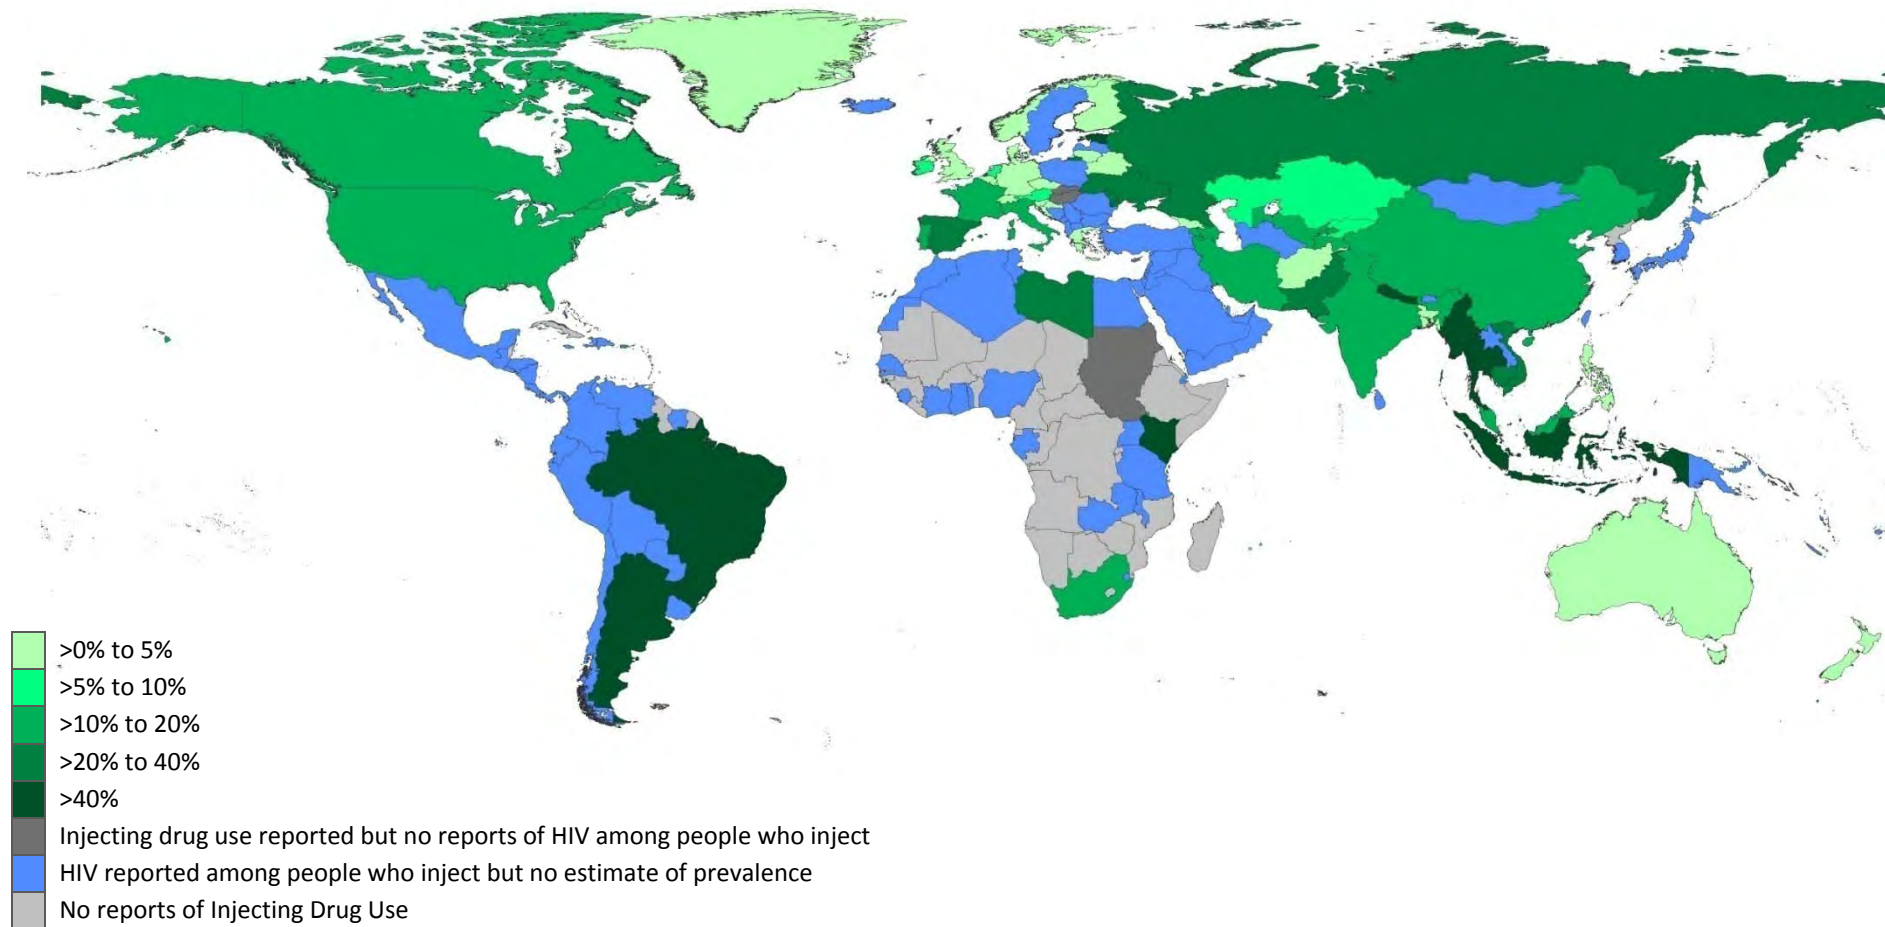 >0% to 5%
>5% to 10%
>10% to 20%
>20% to 40%
>40%
Injecting drug use reported but no reports of HIV among people who inject
HIV reported among people who inject but no estimate of prevalence
No reports of Injecting Drug Use